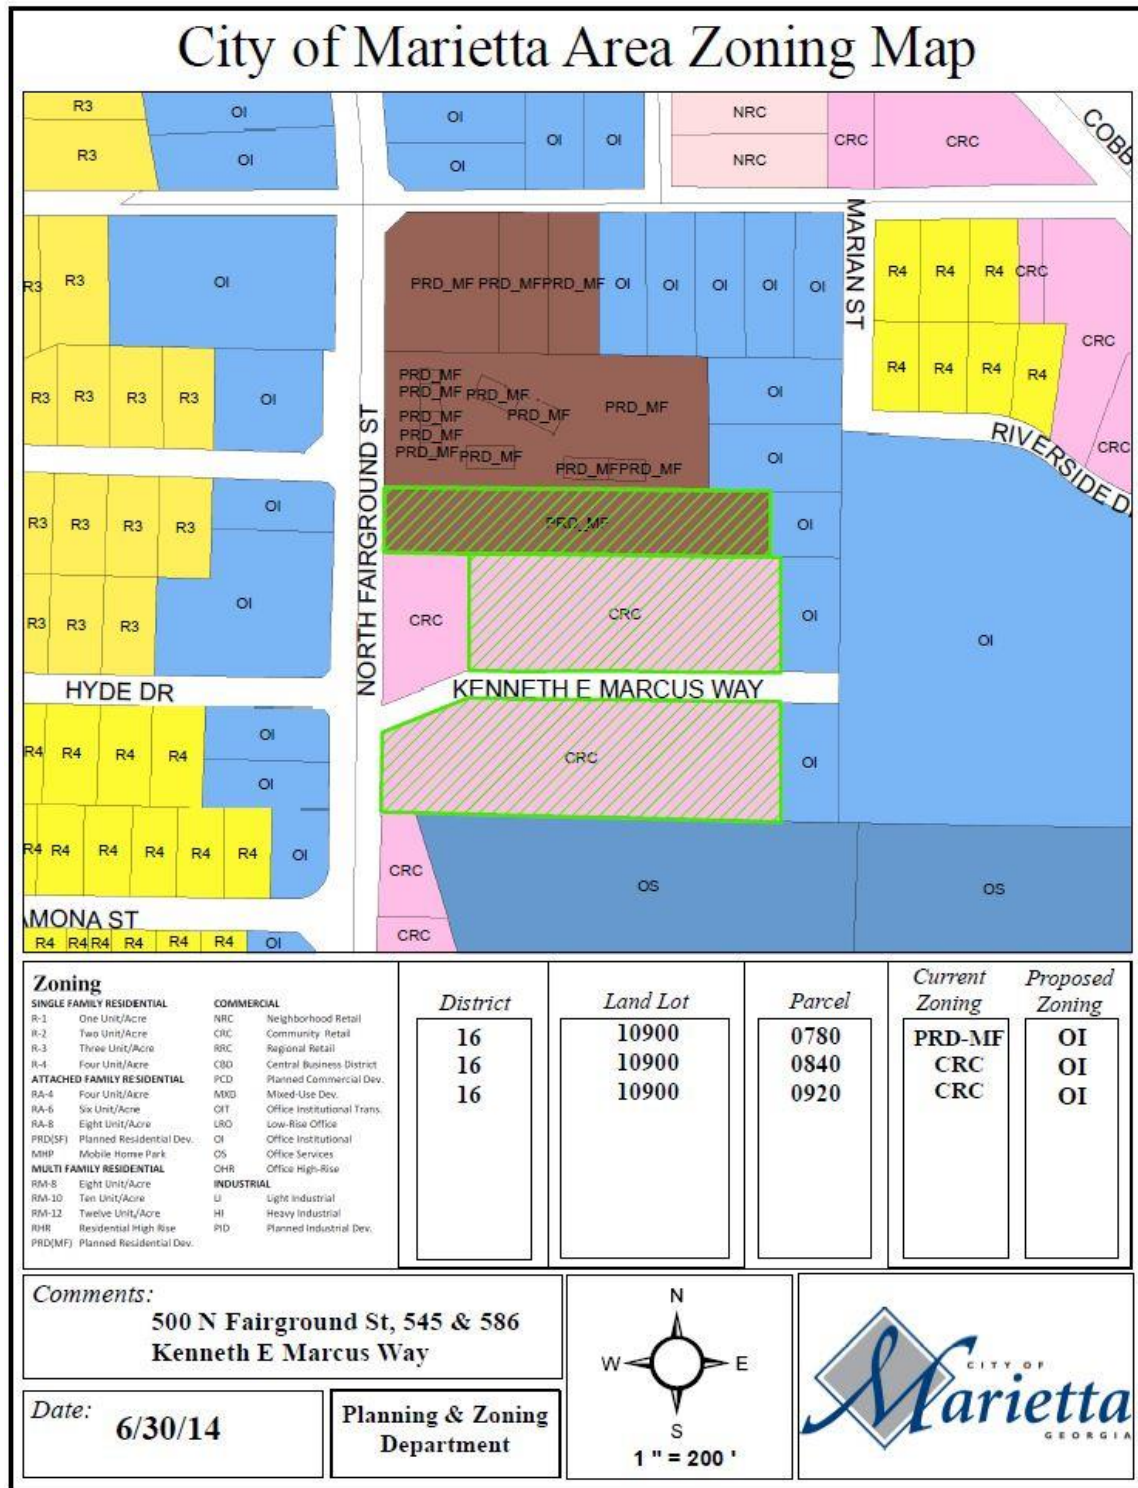 City of Marietta Area Zoning Map
R3 OI OI NRC CRC CRC COBB
R3 OI OI OI OI NRC
MARIAN ST
R3 R3 OI PRD_MF PRD_MF PRD_MF OI OI OI OI OI R4 R4 R4 CRC
CRC
R4 R4 R4 R4
R3 R3 R3 R3 OI PRD_MF
PRD_MF PRD_MF
PRD_MF PRD_MF PRD_MF OI
PRD_MF
PRD_MF PRD_MF PRD_MF PRD_MF OI
RIVERSIDE D
CRC
NORTH FAIRGROUND ST
R3 R3 R3 R3 OI PRD_MF OI
R3 R3 R3 OI CRC CRC OI OI
HYDE DR KENNETH E MARCUS WAY
R4 R4 R4 R4 OI CRC OI
OI
R4 R4 R4 R4 R4 R4 OI CRC OS OS
AMONA ST
R4 R4 R4 R4 R4 R4 OI CRC
Zoning
SINGLE FAMILY RESIDENTIAL
R-1 One Unit/Acre
R-2 Two Unit/Acre
R-3 Three Unit/Acre
R-4 Four Unit/Acre
ATTACHED FAMILY RESIDENTIAL
RA-4 Four Unit/Acre
RA-6 Six Unit/Acre
RA-8 Eight Unit/Acre
PRD(SF) Planned Residential Dev.
MHP Mobile Home Park
MULTI FAMILY RESIDENTIAL
RM-8 Eight Unit/Acre
RM-10 Ten Unit/Acre
RM-12 Twelve Unit/Acre
RHR Residential High Rise
PRD(MF) Planned Residential Dev.
COMMERCIAL
NRC Neighborhood Retail
CRC Community Retail
RRC Regional Retail
CBD Central Business District
PCD Planned Commercial Dev.
MXD Mixed-Use Dev.
OIT Office Institutional Trans.
LRO Low-Rise Office
OI Office Institutional
OS Office Services
OHR Office High-Rise
INDUSTRIAL
LI Light Industrial
HI Heavy Industrial
PID Planned Industrial Dev.
District Land Lot Parcel Current Zoning Proposed Zoning
16 10900 0780 PRD-MF OI
16 10900 0840 CRC OI
16 10900 0920 CRC OI
Comments:
500 N Fairground St, 545 & 586
Kenneth E Marcus Way
Date: 6/30/14
Planning & Zoning
Department
N
W E
S
1 " = 200 '
CITY OF
Marietta
GEORGIA